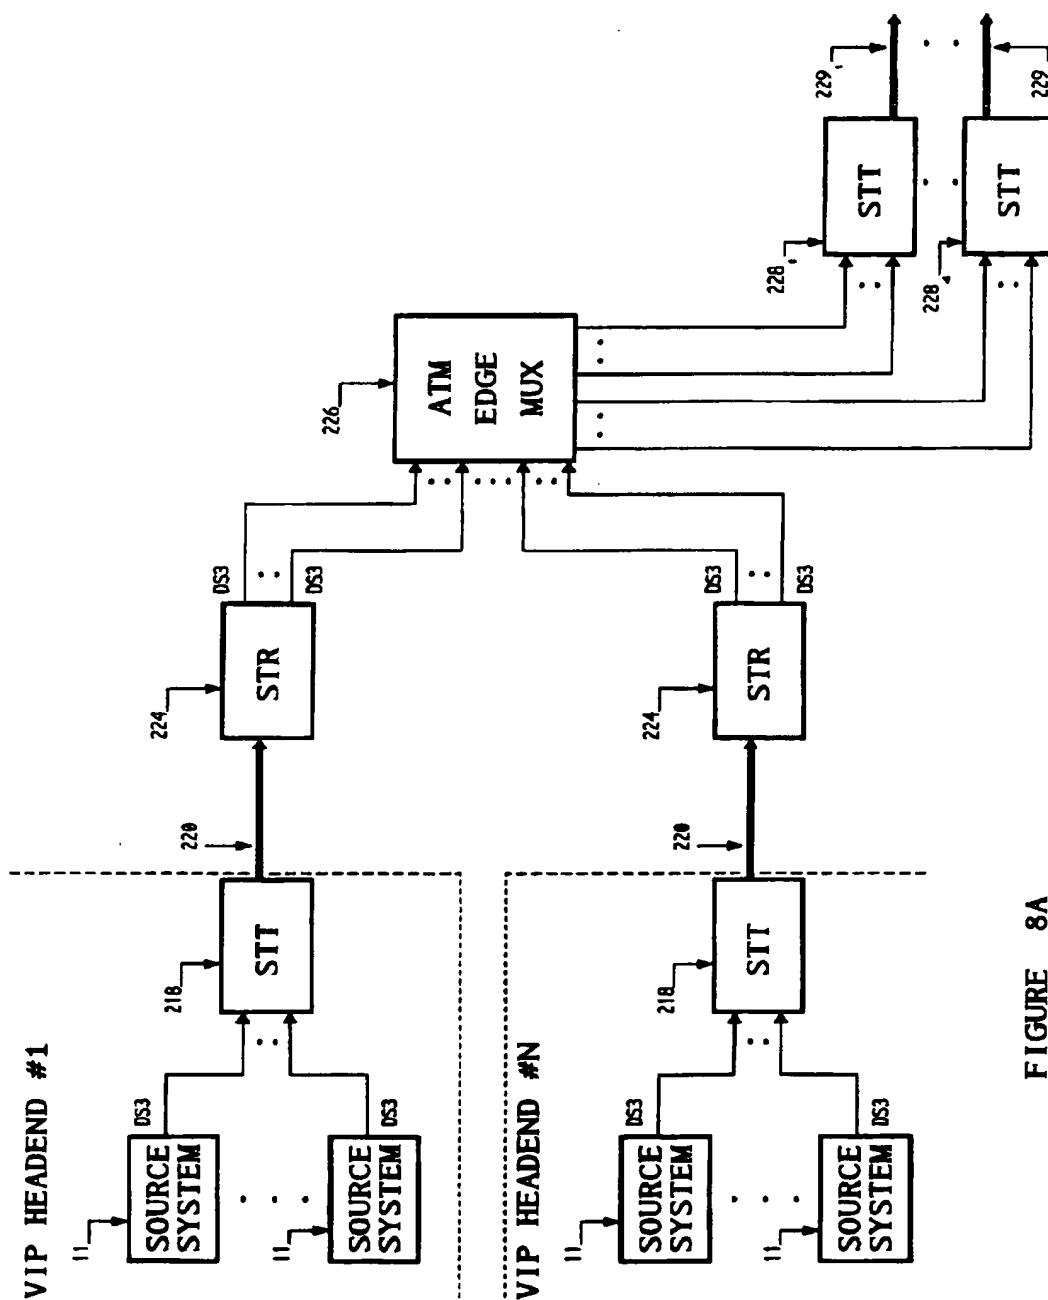 VIP HEADEND #1
11
SOURCE
SYSTEM
DS3
11
SOURCE
SYSTEM
DS3
218
STT
220
224
STR
DS3
DS3
226
ATM
EDGE
MUX
228
STT
229
228
STT
229
VIP HEADEND #N
11
SOURCE
SYSTEM
DS3
11
SOURCE
SYSTEM
DS3
218
STT
220
224
STR
DS3
DS3
FIGURE 8A